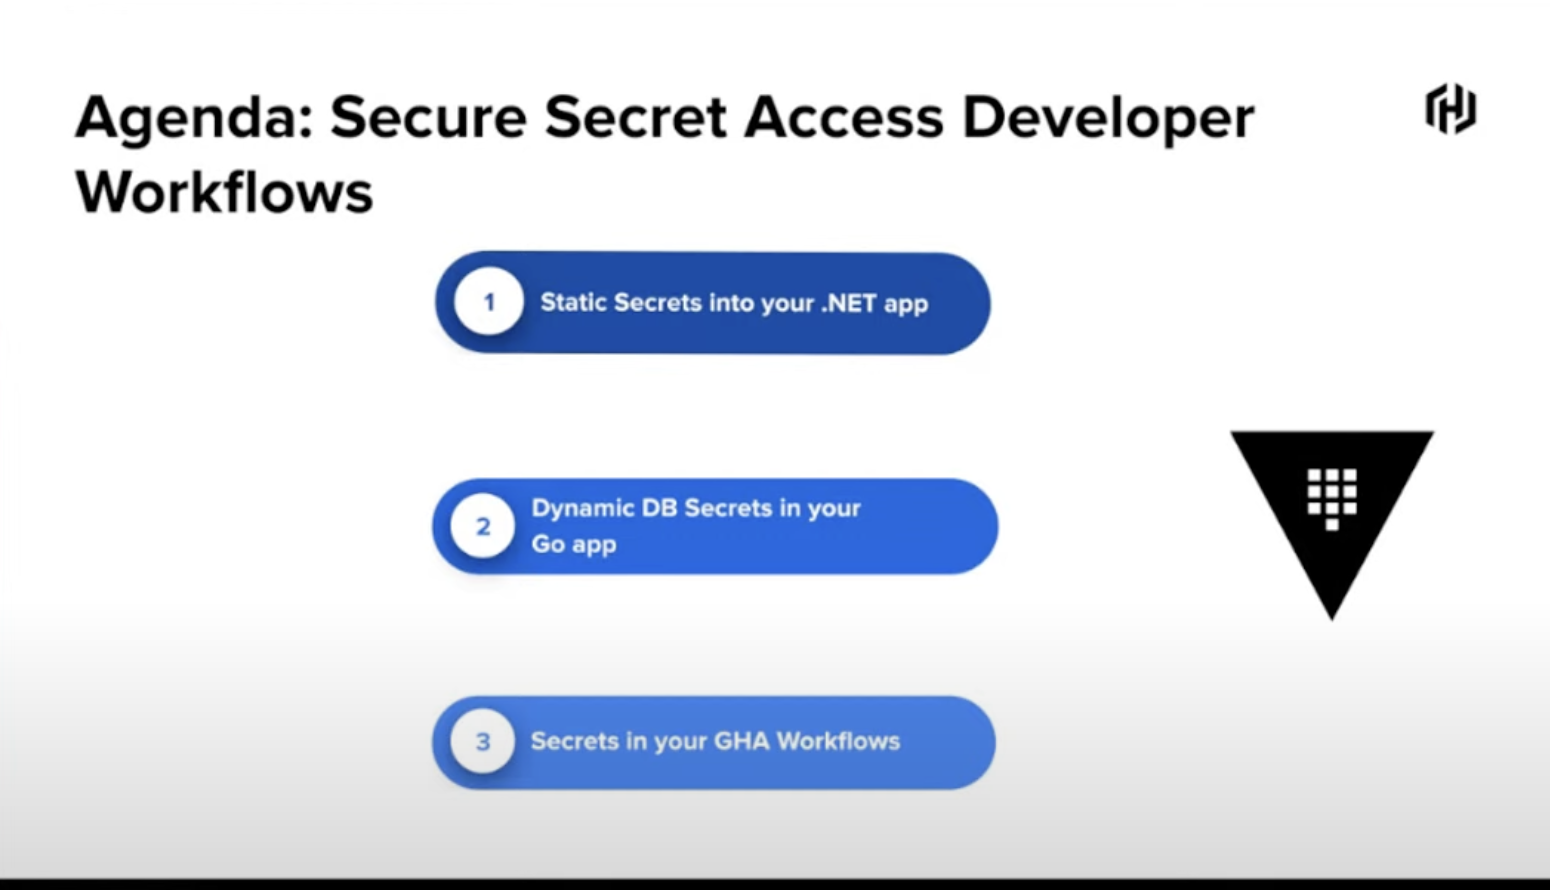 Agenda: Secure Secret Access Developer
Workflows
1
Static Secrets into your .NET app
2
Dynamic DB Secrets in your
Go app
3
Secrets in your GHA Workflows